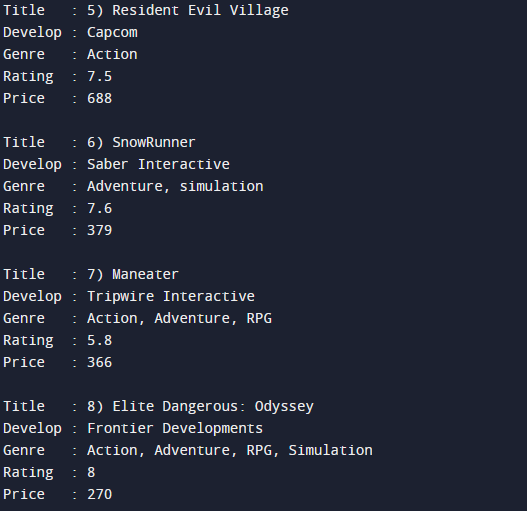 Title   : 5) Resident Evil Village
Develop : Capcom
Genre   : Action
Rating  : 7.5
Price   : 688

Title   : 6) SnowRunner
Develop : Saber Interactive
Genre   : Adventure, simulation
Rating  : 7.6
Price   : 379

Title   : 7) Maneater
Develop : Tripwire Interactive
Genre   : Action, Adventure, RPG
Rating  : 5.8
Price   : 366

Title   : 8) Elite Dangerous: Odyssey
Develop : Frontier Developments
Genre   : Action, Adventure, RPG, Simulation
Rating  : 8
Price   : 270